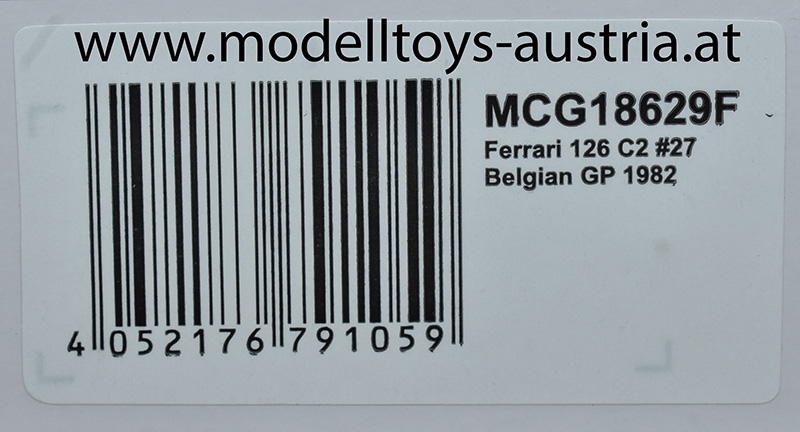 www.modelltoys-austria.at
MCG18629F
Ferrari 126 C2 #27
Belgian GP 1982
4 052176 791059